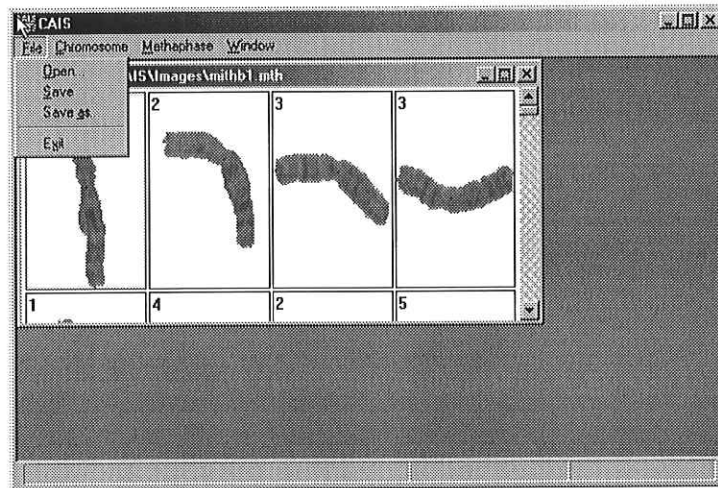 CAIS
File Chromosome Methaphase Window
Open...
Save
Save as
Exit
IS\Images\mithb1.mth
2 3 3
1 4 2 5